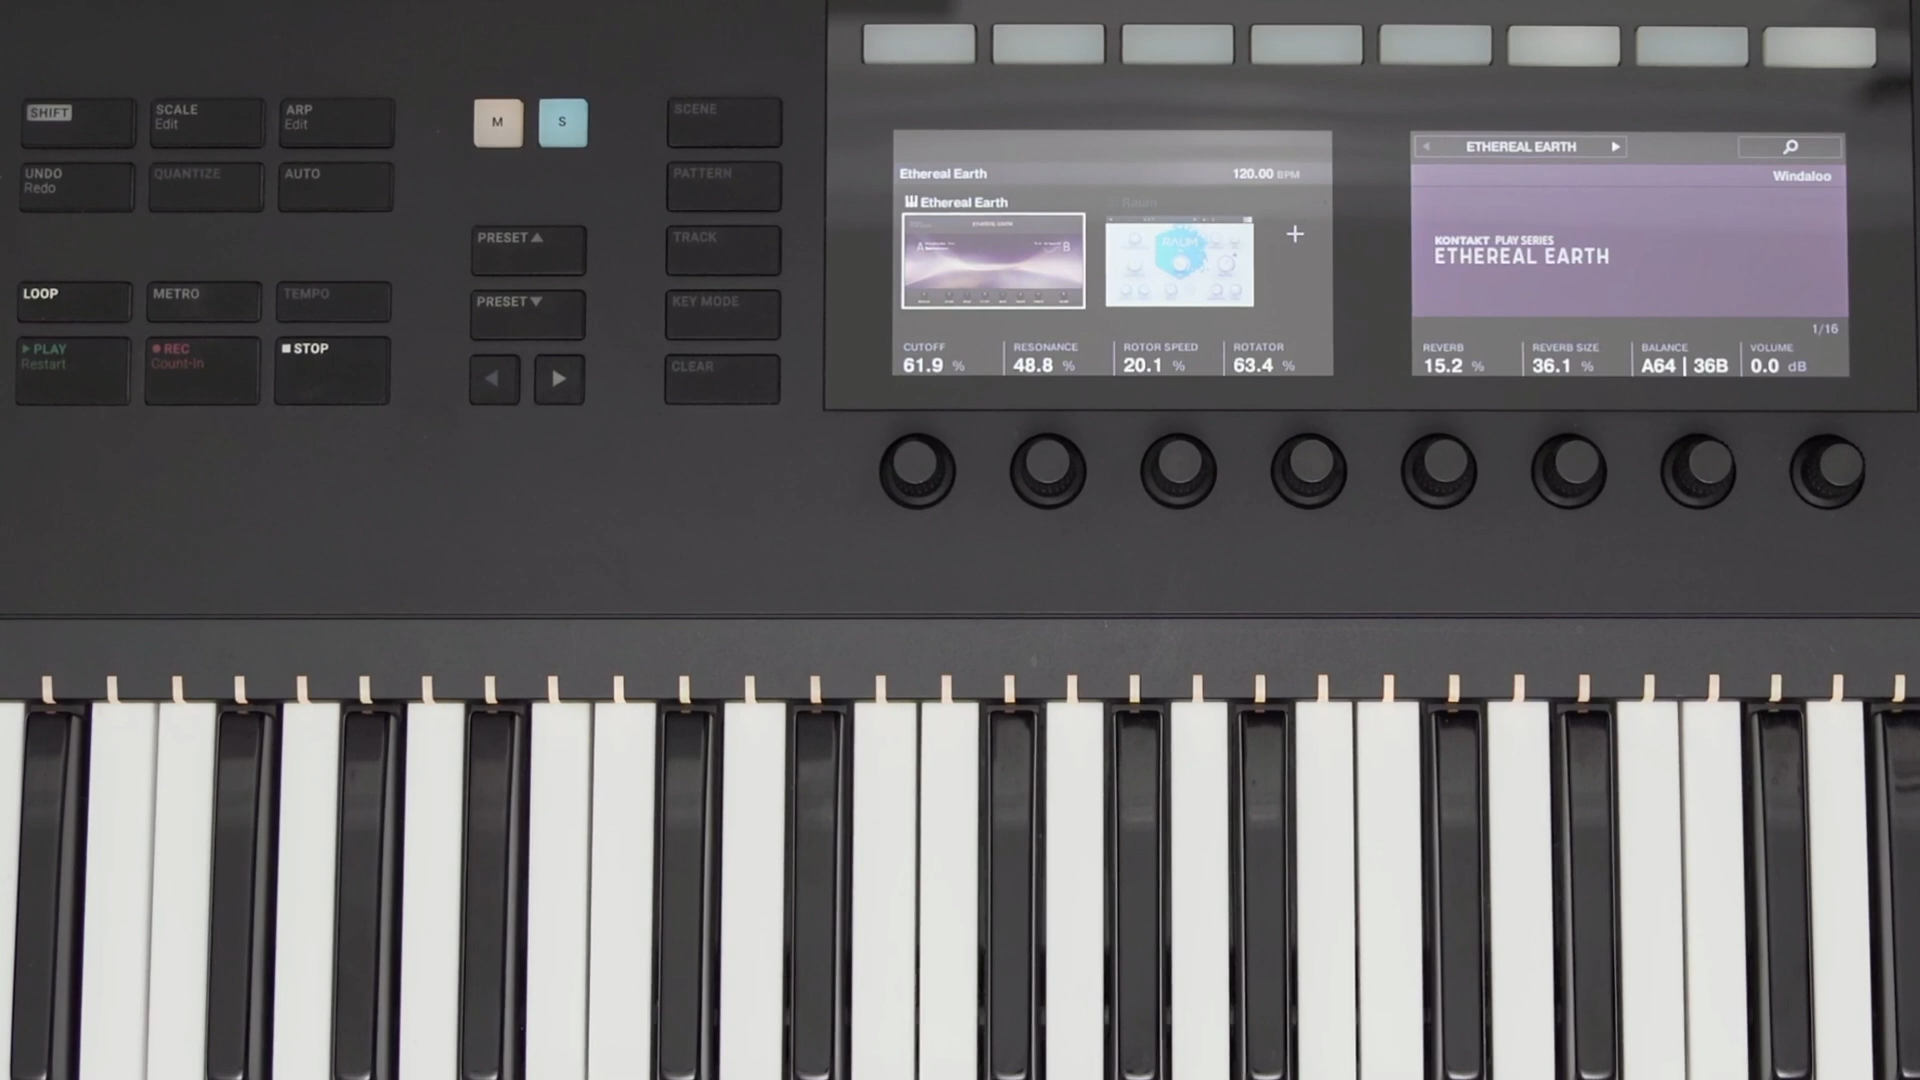 SHIFT
SCALE
Edit
ARP
Edit
UNDO
Redo
QUANTIZE
AUTO
LOOP
METRO
TEMPO
PLAY
Restart
REC
Count-in
STOP
M
S
PRESET
PRESET
SCENE
PATTERN
TRACK
KEY MODE
CLEAR
Ethereal Earth
120.00 BPM
Ethereal Earth
Raum
A
B
RAUM
+
CUTOFF
61.9 %
RESONANCE
48.8 %
ROTOR SPEED
20.1 %
ROTATOR
63.4 %
ETHEREAL EARTH
Windaloo
KONTAKT PLAY SERIES
ETHEREAL EARTH
1/16
REVERB
15.2 %
REVERB SIZE
36.1 %
BALANCE
A64 | 36B
VOLUME
0.0 dB